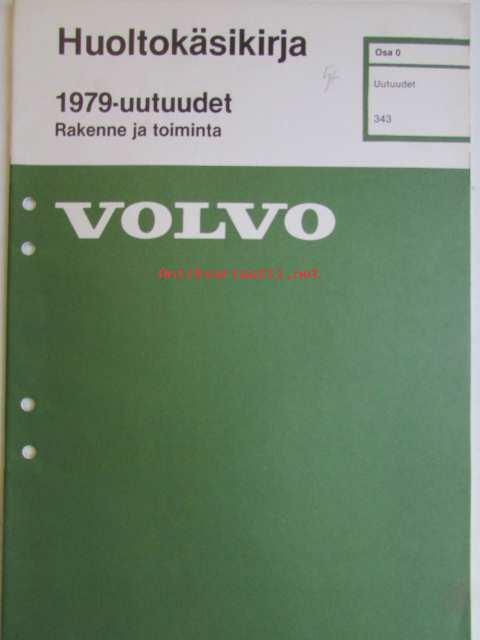 Huoltokäsikirja
1979-uutuudet
Rakenne ja toiminta
Osa 0
Uutuudet
343
VOLVO
Antikvariaatti.net